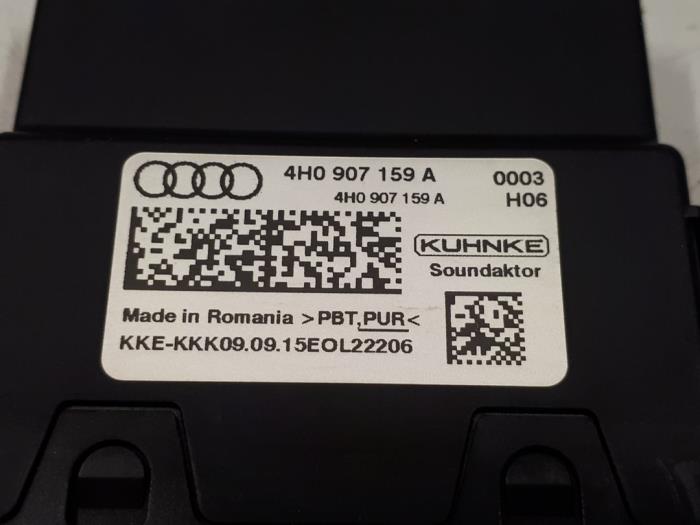 4H0 907 159 A 0003
4H0 907 159 A H06
KUHNKE
Soundaktor
Made in Romania >PBT,PUR<
KKE-KKK09.09.15EOL22206